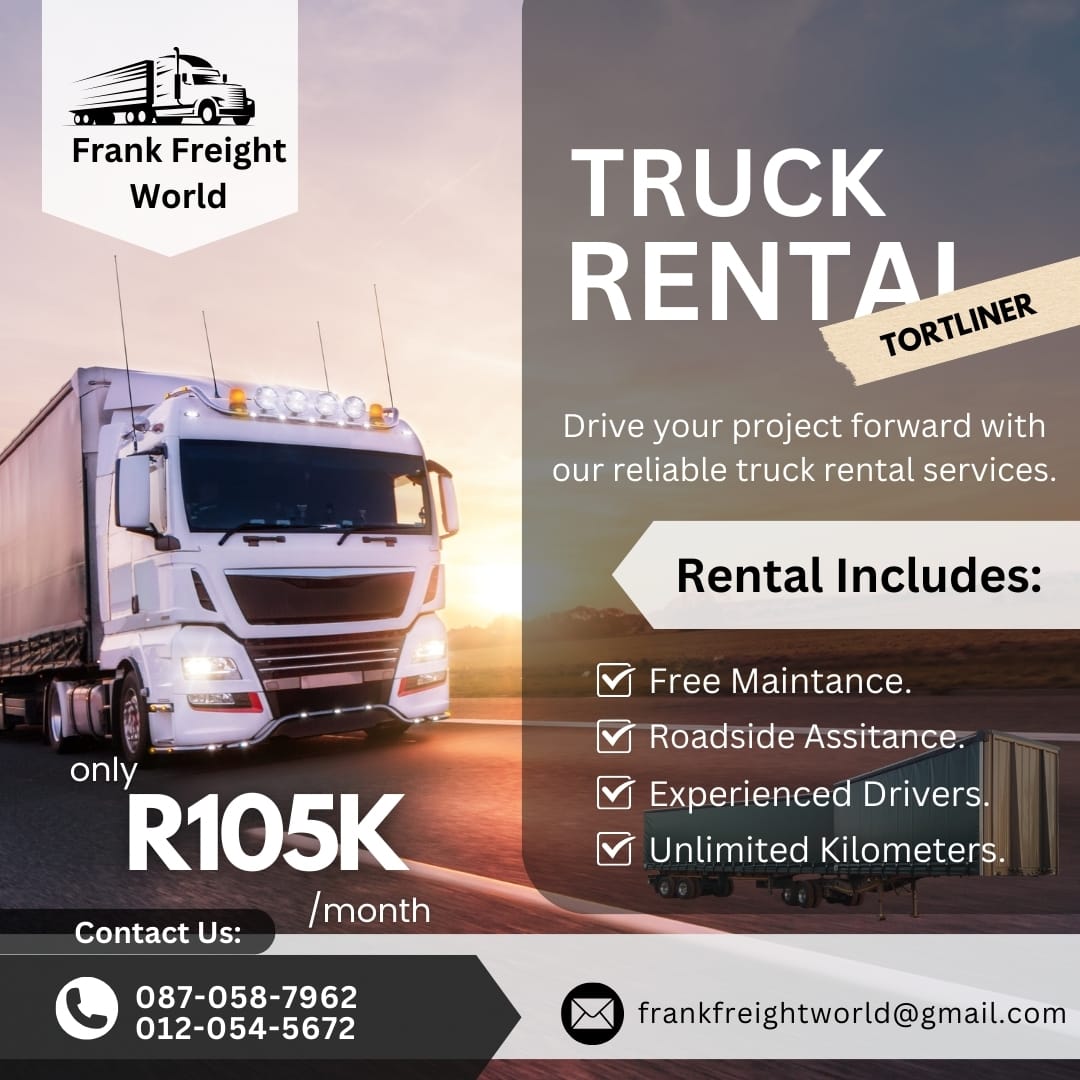 Frank Freight
World
TRUCK
RENTAL
TORTLINER
Drive your project forward with
our reliable truck rental services.
Rental Includes:
Free Maintance.
Roadside Assitance.
Experienced Drivers.
Unlimited Kilometers.
only
R105K
/month
Contact Us:
087-058-7962
012-054-5672
frankfreightworld@gmail.com